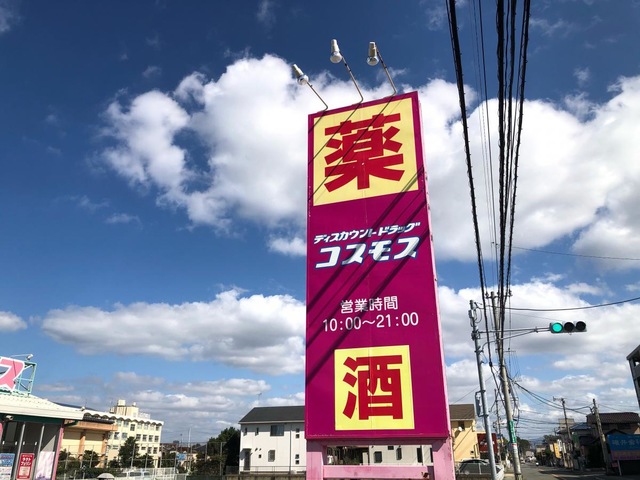 薬
ディスカウントドラッグ
コスモス
営業時間
10:00～21:00
酒
ス